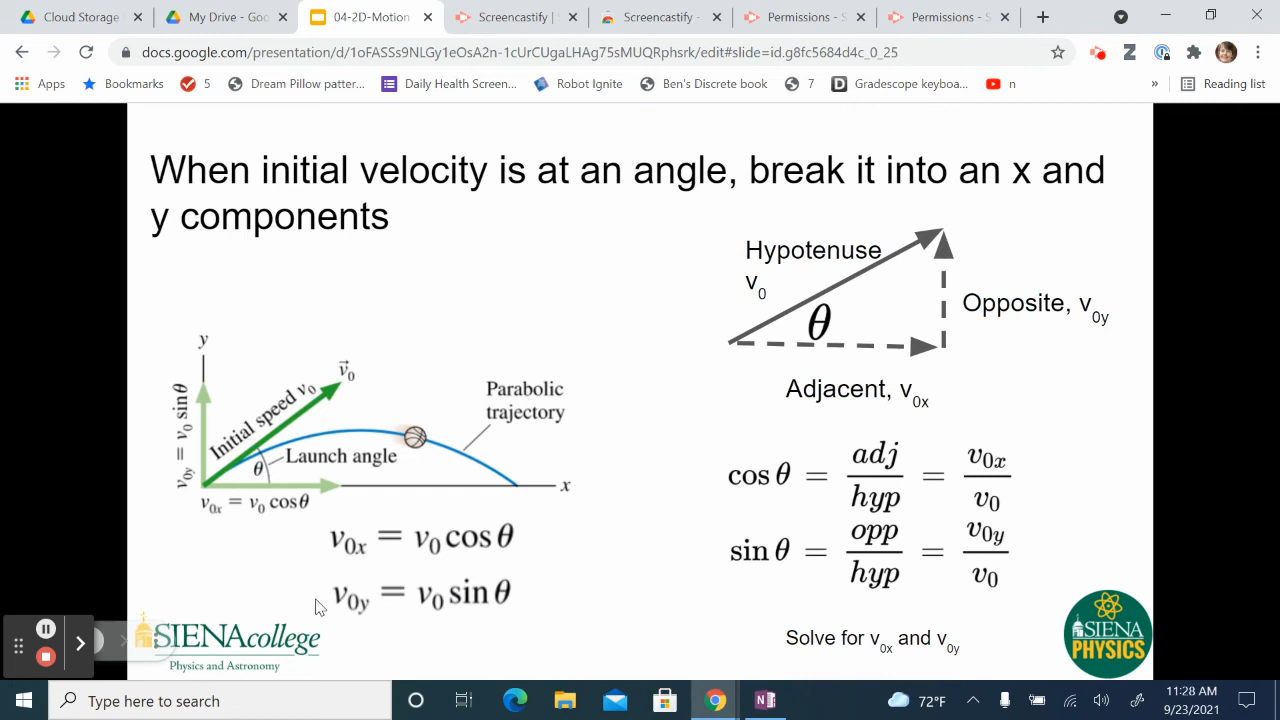 Cloud Storage
My Drive - Goo
04-2D-Motion
Screencastify |
Screencastify -
Permissions - S
Permissions - S
docs.google.com/presentation/d/1oFASSs9NLGy1eOsA2n-1cUrCUgaLHAg75sMUQRphsrk/edit#slide=id.g8fc5684d4c_0_25
Apps
Bookmarks
5
Dream Pillow patter...
Daily Health Screen...
Robot Ignite
Ben's Discrete book
7
Gradescope keyboa...
n
»
Reading list
When initial velocity is at an angle, break it into an x and
y components
Hypotenuse
v0
θ
Opposite, v0y
Adjacent, v0x
y
v⃗0
Initial speed v0
v0y = v0 sin θ
Parabolic
trajectory
θ
Launch angle
x
v0x = v0 cos θ
v0x = v0 cos θ
v0y = v0 sin θ
cos θ = adj/hyp = v0x/v0
sin θ = opp/hyp = v0y/v0
Solve for v0x and v0y
SIENAcollege
Physics and Astronomy
SIENA
PHYSICS
Type here to search
72°F
11:28 AM
9/23/2021